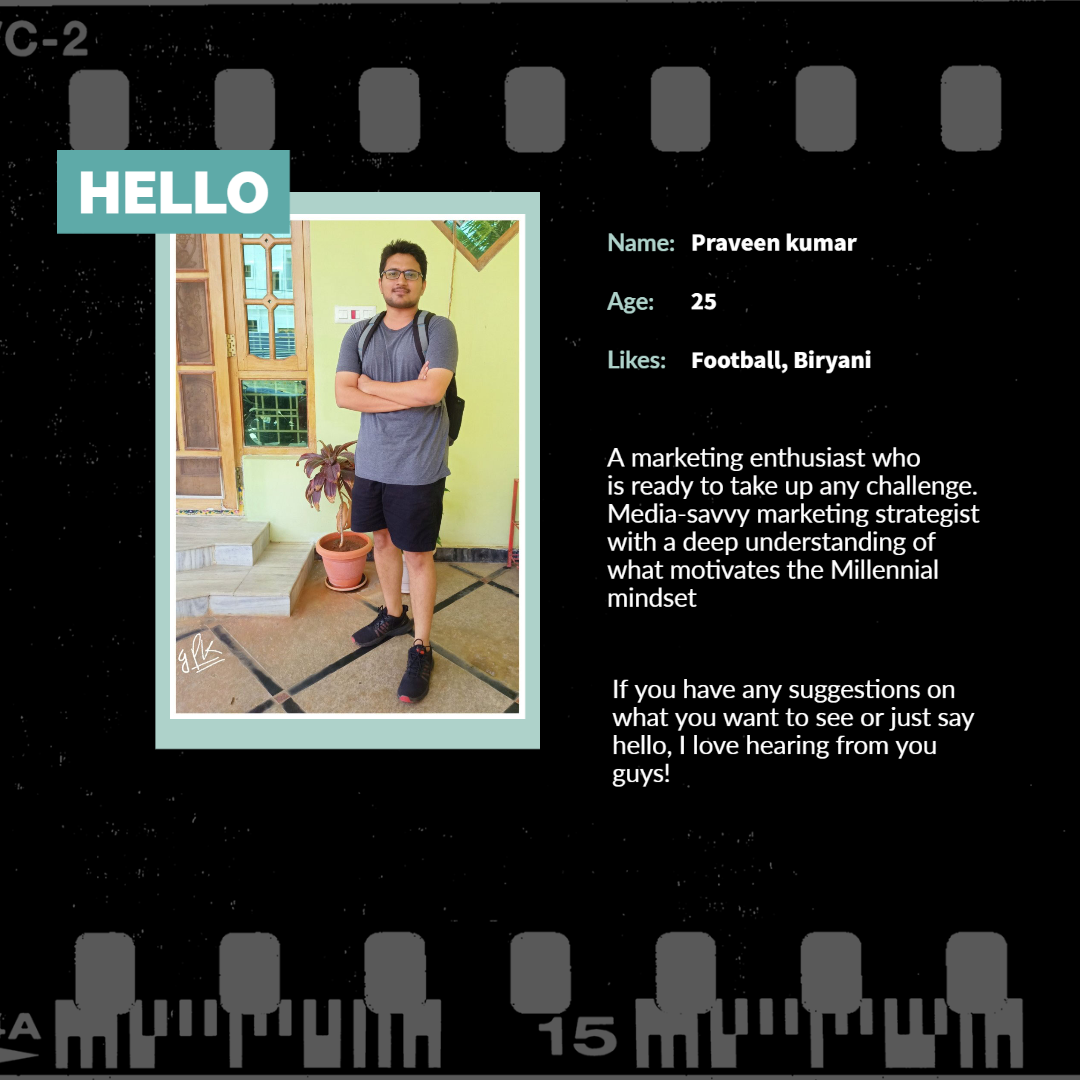 C-2
HELLO
Name: Praveen kumar
Age: 25
Likes: Football, Biryani
A marketing enthusiast who
is ready to take up any challenge.
Media-savvy marketing strategist
with a deep understanding of
what motivates the Millennial
mindset
If you have any suggestions on
what you want to see or just say
hello, I love hearing from you
guys!
gpk
15